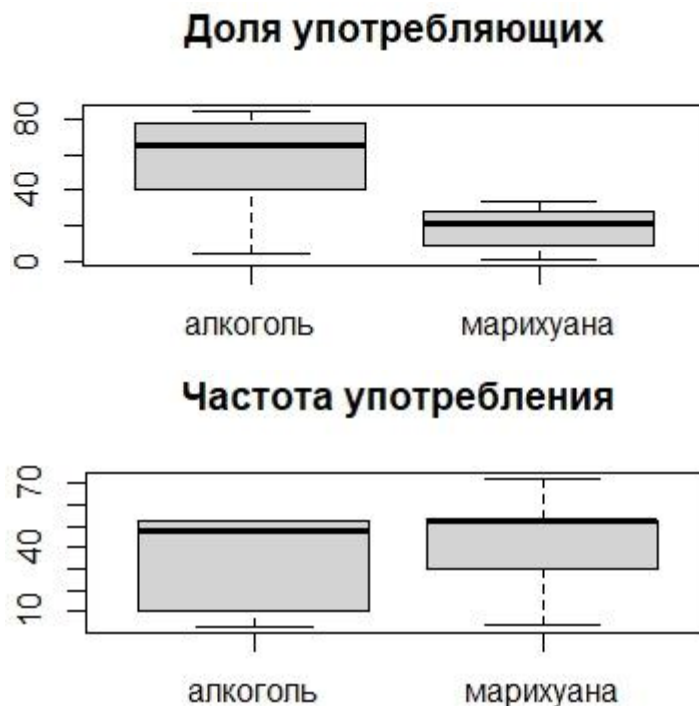 Доля употребляющих
80
40
0
алкоголь марихуана
Частота употребления
70
40
10
алкоголь марихуана